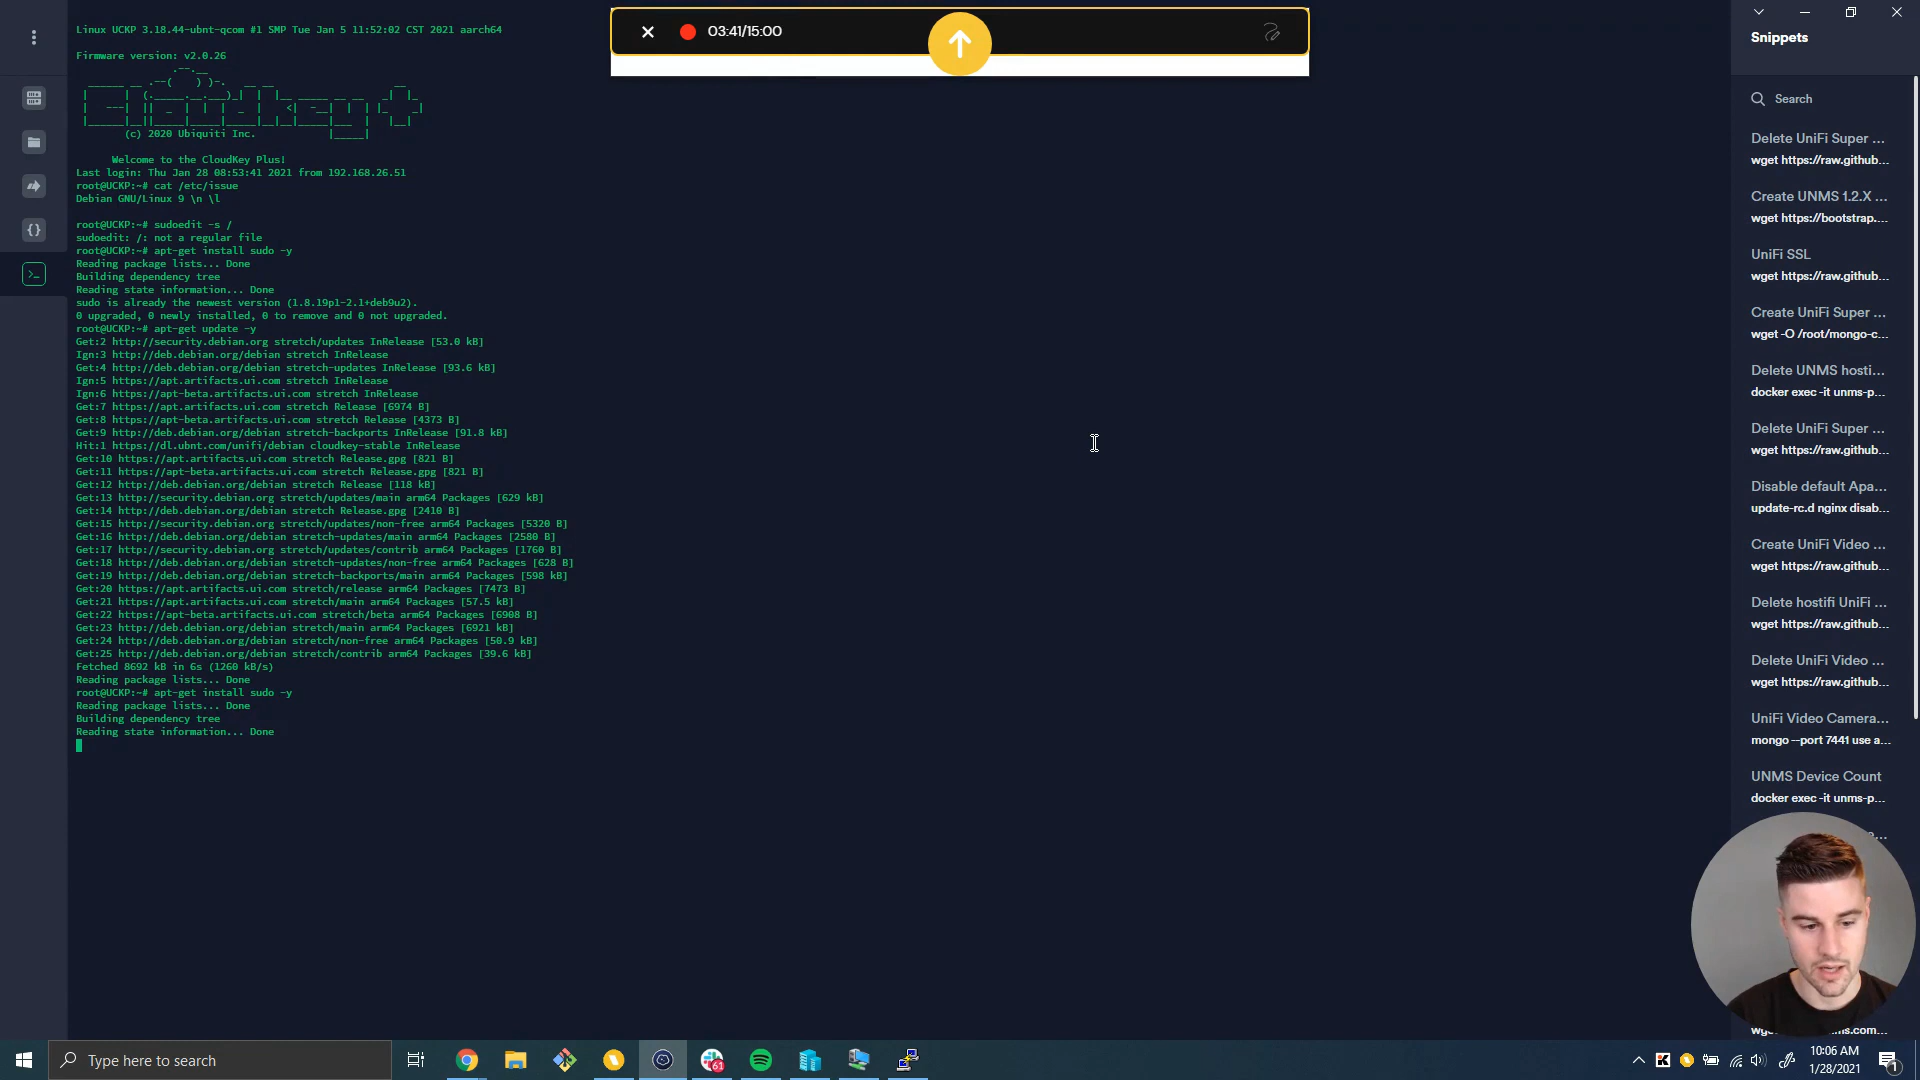 Linux UCKP 3.18.44-ubnt-qcom #1 SMP Tue Jan 5 11:52:02 CST 2021 aarch64
Firmware version: v2.0.26
(c) 2020 Ubiquiti Inc.
Welcome to the CloudKey Plus!
Last login: Thu Jan 28 08:53:41 2021 from 192.168.26.51
root@UCKP:~# cat /etc/issue
Debian GNU/Linux 9 \n \l
root@UCKP:~# sudoedit -s /
sudoedit: /: not a regular file
root@UCKP:~# apt-get install sudo -y
Reading package lists... Done
Building dependency tree
Reading state information... Done
sudo is already the newest version (1.8.19p1-2.1+deb9u2).
0 upgraded, 0 newly installed, 0 to remove and 0 not upgraded.
root@UCKP:~# apt-get update -y
Get:2 http://security.debian.org stretch/updates InRelease [53.0 kB]
Ign:3 http://deb.debian.org/debian stretch InRelease
Get:4 http://deb.debian.org/debian stretch-updates InRelease [93.6 kB]
Ign:5 https://apt.artifacts.ui.com stretch InRelease
Ign:6 https://apt-beta.artifacts.ui.com stretch InRelease
Get:7 https://apt.artifacts.ui.com stretch Release [6974 B]
Get:8 https://apt-beta.artifacts.ui.com stretch Release [4373 B]
Get:9 http://deb.debian.org/debian stretch-backports InRelease [91.8 kB]
Hit:1 https://dl.ubnt.com/unifi/debian cloudkey-stable InRelease
Get:10 https://apt.artifacts.ui.com stretch Release.gpg [821 B]
Get:11 https://apt-beta.artifacts.ui.com stretch Release.gpg [821 B]
Get:12 http://deb.debian.org/debian stretch Release [118 kB]
Get:13 http://security.debian.org stretch/updates/main arm64 Packages [629 kB]
Get:14 http://deb.debian.org/debian stretch Release.gpg [2410 B]
Get:15 http://security.debian.org stretch/updates/non-free arm64 Packages [5320 B]
Get:16 http://deb.debian.org/debian stretch-updates/main arm64 Packages [2580 B]
Get:17 http://security.debian.org stretch/updates/contrib arm64 Packages [1760 B]
Get:18 http://deb.debian.org/debian stretch-updates/non-free arm64 Packages [628 B]
Get:19 http://deb.debian.org/debian stretch-backports/main arm64 Packages [598 kB]
Get:20 https://apt.artifacts.ui.com stretch/release arm64 Packages [7473 B]
Get:21 https://apt.artifacts.ui.com stretch/main arm64 Packages [57.5 kB]
Get:22 https://apt-beta.artifacts.ui.com stretch/beta arm64 Packages [6908 B]
Get:23 http://deb.debian.org/debian stretch/main arm64 Packages [6921 kB]
Get:24 http://deb.debian.org/debian stretch/non-free arm64 Packages [50.9 kB]
Get:25 http://deb.debian.org/debian stretch/contrib arm64 Packages [39.6 kB]
Fetched 8692 kB in 6s (1260 kB/s)
Reading package lists... Done
root@UCKP:~# apt-get install sudo -y
Reading package lists... Done
Building dependency tree
Reading state information... Done
03:41/15:00
Snippets
Search
Delete UniFi Super ...
wget https://raw.github...
Create UNMS 1.2.X ...
wget https://bootstrap....
UniFi SSL
wget https://raw.github...
Create UniFi Super ...
wget -O /root/mongo-c...
Delete UNMS hosti...
docker exec -it unms-p...
Delete UniFi Super ...
wget https://raw.github...
Disable default Apa...
update-rc.d nginx disab...
Create UniFi Video ...
wget https://raw.github...
Delete hostifi UniFi ...
wget https://raw.github...
Delete UniFi Video ...
wget https://raw.github...
UniFi Video Camera...
mongo --port 7441 use a...
UNMS Device Count
docker exec -it unms-p...
Type here to search
61
10:06 AM
1/28/2021
1